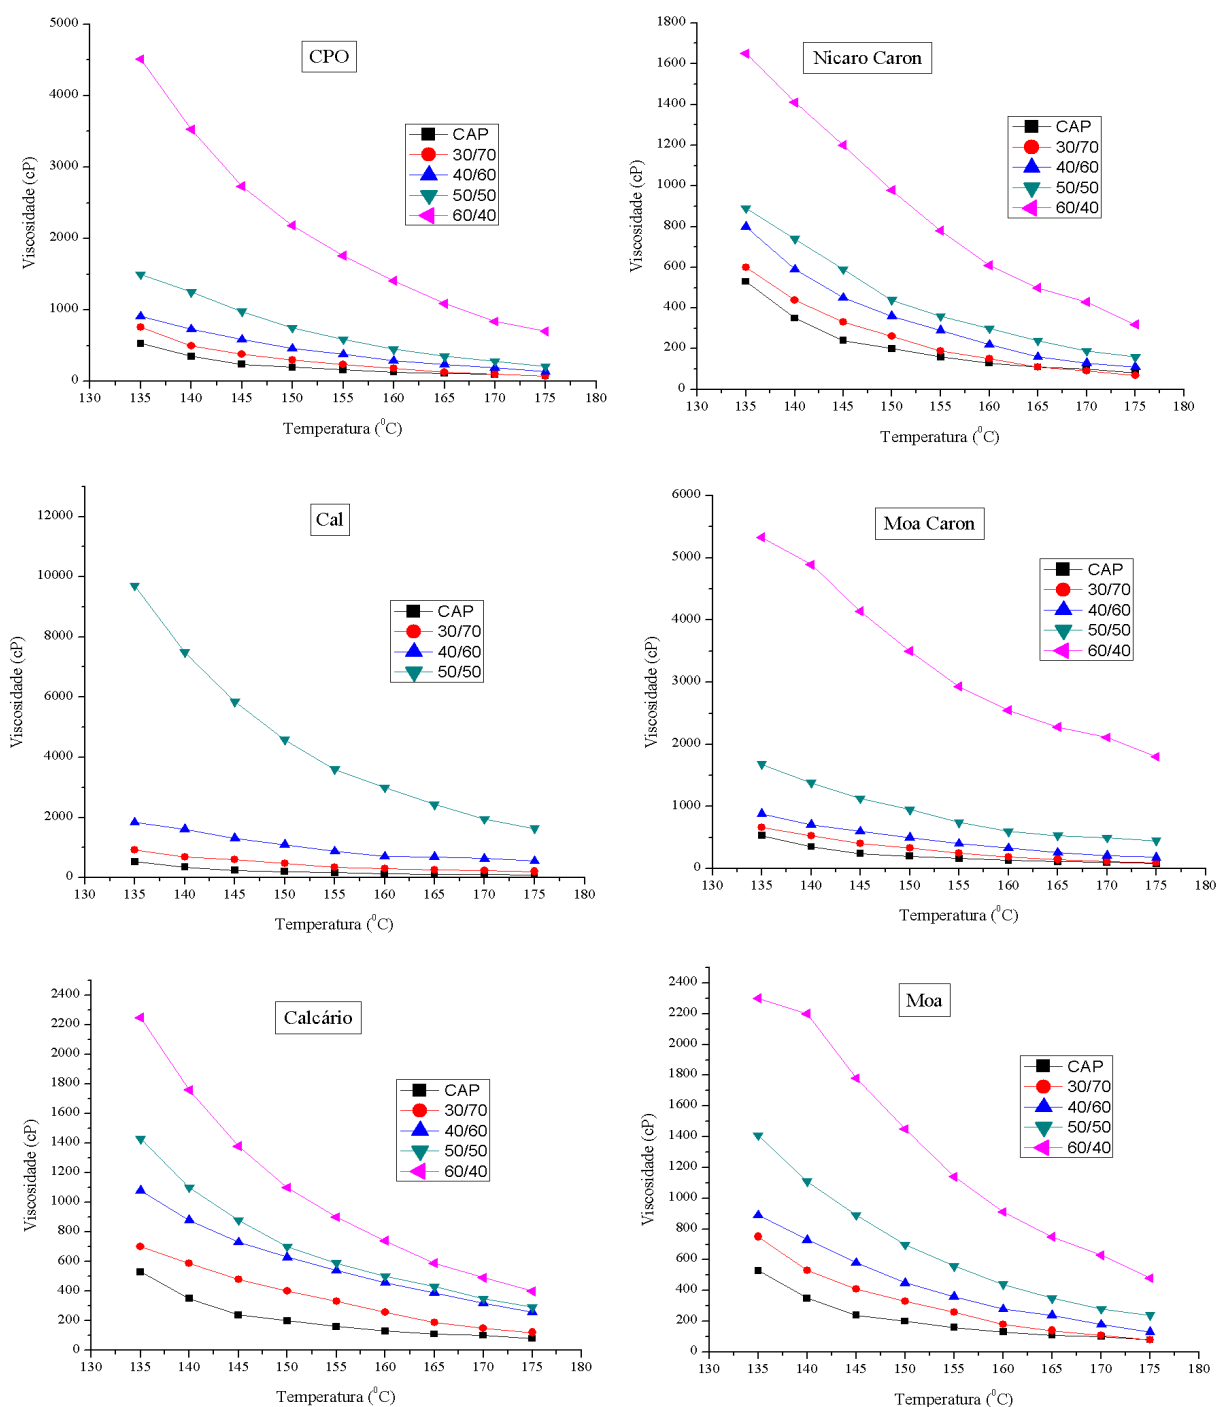 CPO
Viscosidade (cP)
5000
4000
3000
2000
1000
0
130 135 140 145 150 155 160 165 170 175 180
Temperatura (⁰C)
CAP
30/70
40/60
50/50
60/40
Nicaro Caron
Viscosidade (cP)
1800
1600
1400
1200
1000
800
600
400
200
0
130 135 140 145 150 155 160 165 170 175 180
Temperatura (⁰C)
CAP
30/70
40/60
50/50
60/40
Cal
Viscosidade (cP)
12000
10000
8000
6000
4000
2000
0
130 135 140 145 150 155 160 165 170 175 180
Temperatura (⁰C)
CAP
30/70
40/60
50/50
Moa Caron
Viscosidade (cP)
6000
5000
4000
3000
2000
1000
0
130 135 140 145 150 155 160 165 170 175 180
Temperatura (⁰C)
CAP
30/70
40/60
50/50
60/40
Calcário
Viscosidade (cP)
2400
2200
2000
1800
1600
1400
1200
1000
800
600
400
200
0
130 135 140 145 150 155 160 165 170 175 180
Temperatura (⁰C)
CAP
30/70
40/60
50/50
60/40
Moa
Viscosidade (cP)
2400
2200
2000
1800
1600
1400
1200
1000
800
600
400
200
0
130 135 140 145 150 155 160 165 170 175 180
Temperatura (⁰C)
CAP
30/70
40/60
50/50
60/40